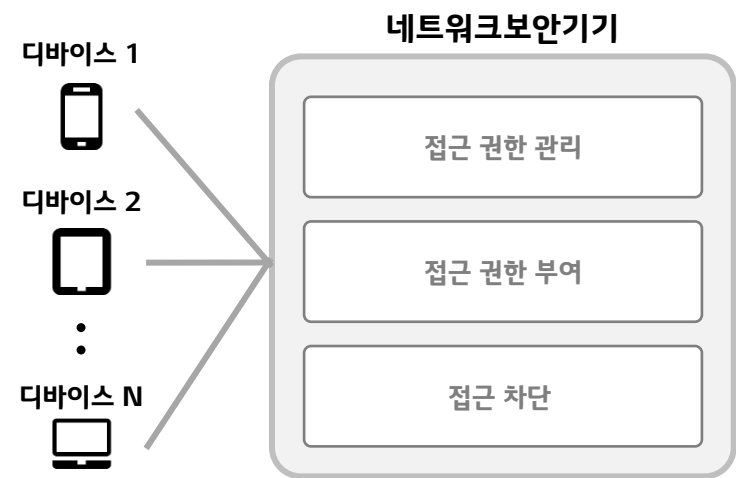 네트워크보안기기
디바이스 1
접근 권한 관리
디바이스 2
접근 권한 부여
디바이스 N
접근 차단